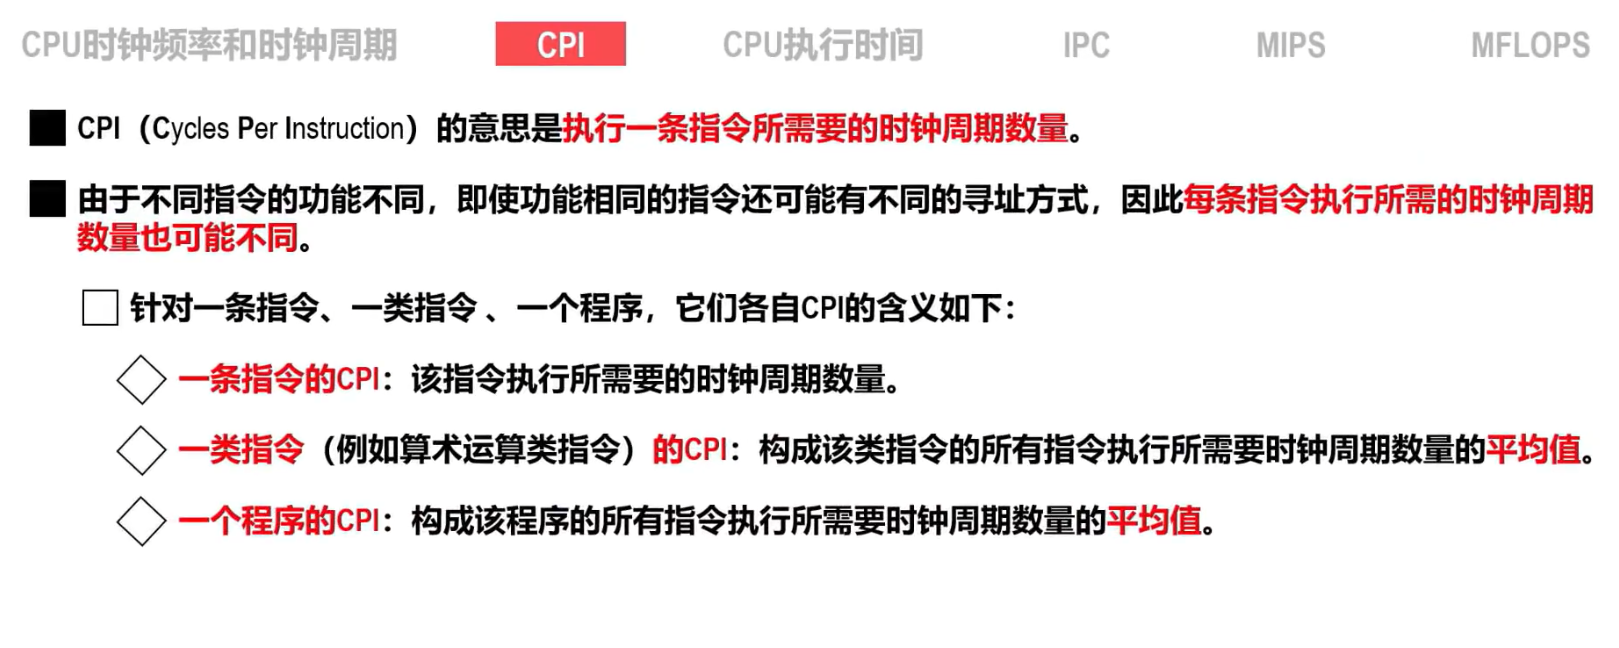 CPU时钟频率和时钟周期 CPI CPU执行时间 IPC MIPS MFLOPS
CPI（Cycles Per Instruction）的意思是执行一条指令所需要的时钟周期数量。
由于不同指令的功能不同，即使功能相同的指令还可能有不同的寻址方式，因此每条指令执行所需的时钟周期
数量也可能不同。
针对一条指令、一类指令、一个程序，它们各自CPI的含义如下：
一条指令的CPI：该指令执行所需要的时钟周期数量。
一类指令（例如算术运算类指令）的CPI：构成该类指令的所有指令执行所需要时钟周期数量的平均值。
一个程序的CPI：构成该程序的所有指令执行所需要时钟周期数量的平均值。